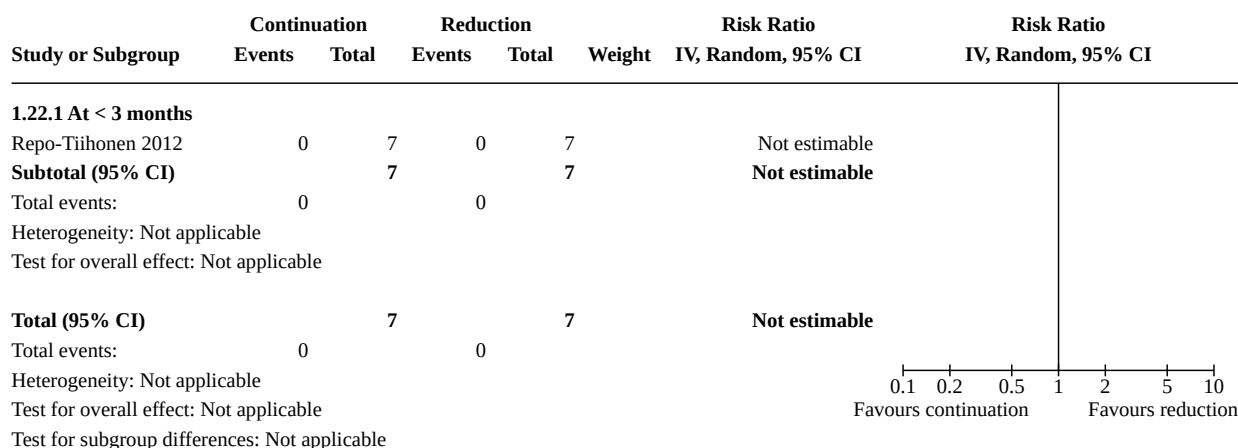 Continuation Reduction Risk Ratio Risk Ratio
Study or Subgroup Events Total Events Total Weight IV, Random, 95% CI IV, Random, 95% CI
1.22.1 At < 3 months
Repo-Tiihonen 2012 0 7 0 7 Not estimable
Subtotal (95% CI) 7 7 Not estimable
Total events: 0 0
Heterogeneity: Not applicable
Test for overall effect: Not applicable
Total (95% CI) 7 7 Not estimable
Total events: 0 0
Heterogeneity: Not applicable
0.1 0.2 0.5 1 2 5 10
Test for overall effect: Not applicable Favours continuation Favours reduction
Test for subgroup differences: Not applicable